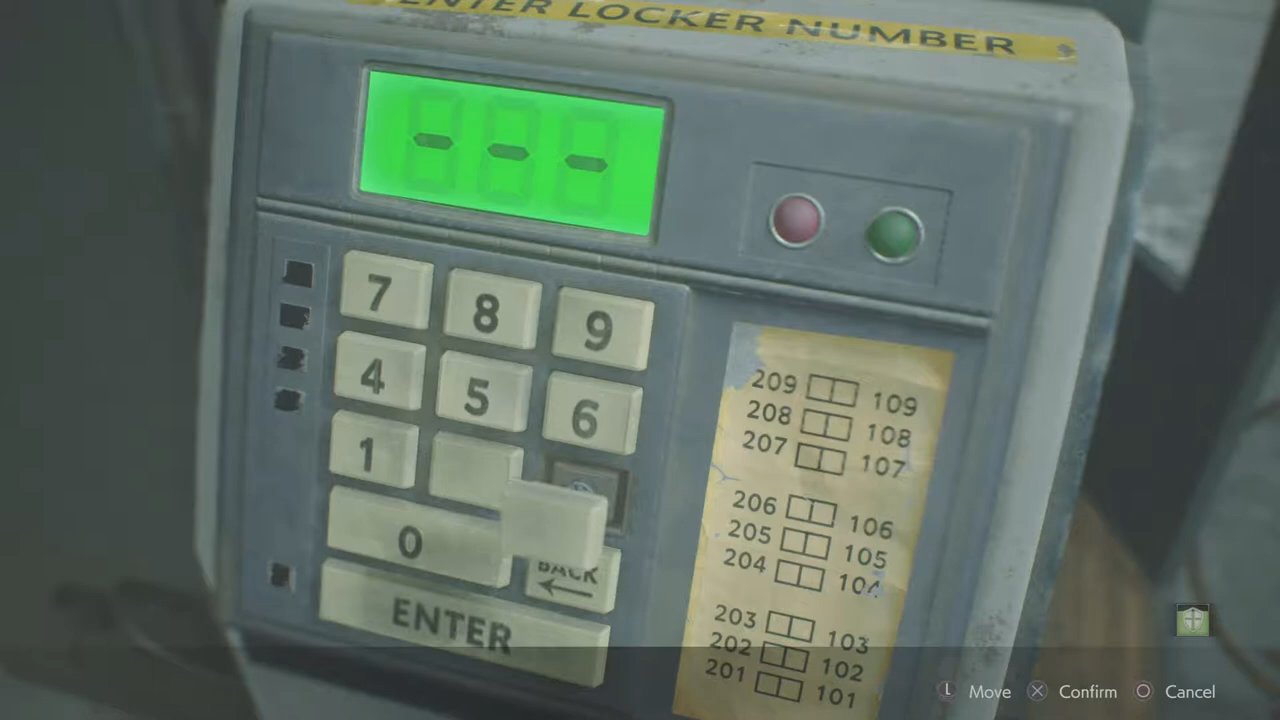 ENTER LOCKER NUMBER
7 8 9
4 5 6
1
0 BACK
ENTER
209 109
208 108
207 107
206 106
205 105
204 104
203 103
202 102
201 101
L Move X Confirm O Cancel